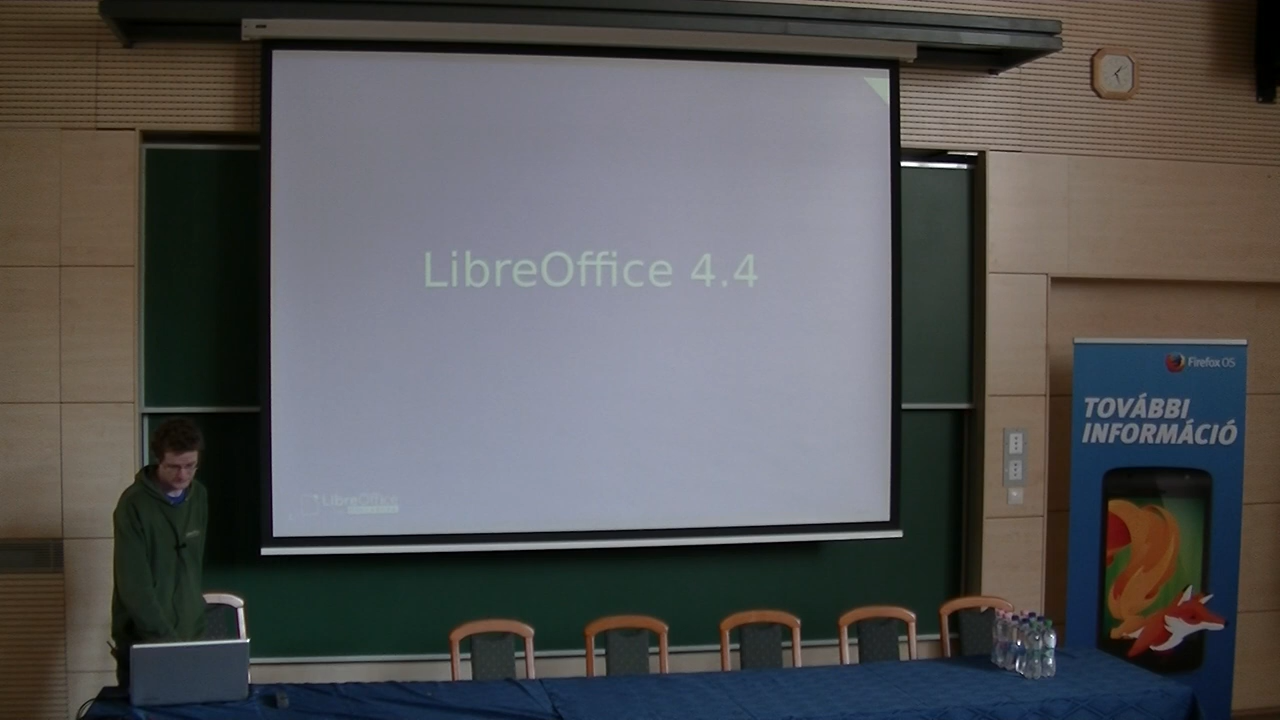 LibreOffice 4.4
LibreOffice
Firefox OS
TOVÁBBI
INFORMÁCIÓ